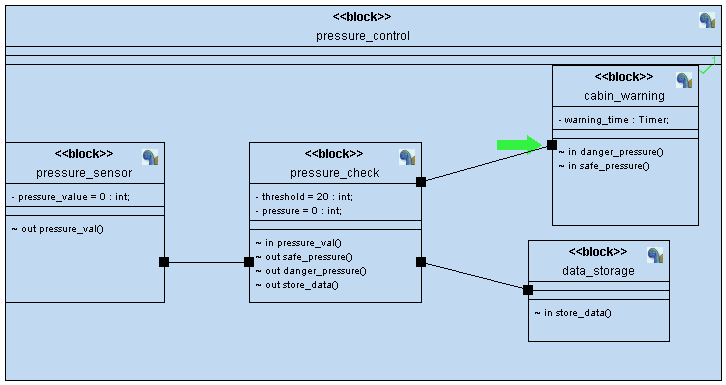 <<block>>
pressure_control
<<block>>
cabin_warning
- warning_time : Timer;
~ in danger_pressure()
~ in safe_pressure()
<<block>>
pressure_sensor
- pressure_value = 0 : int;
~ out pressure_val()
<<block>>
pressure_check
- threshold = 20 : int;
- pressure = 0 : int;
~ in pressure_val()
~ out safe_pressure()
~ out danger_pressure()
~ out store_data()
<<block>>
data_storage
~ in store_data()